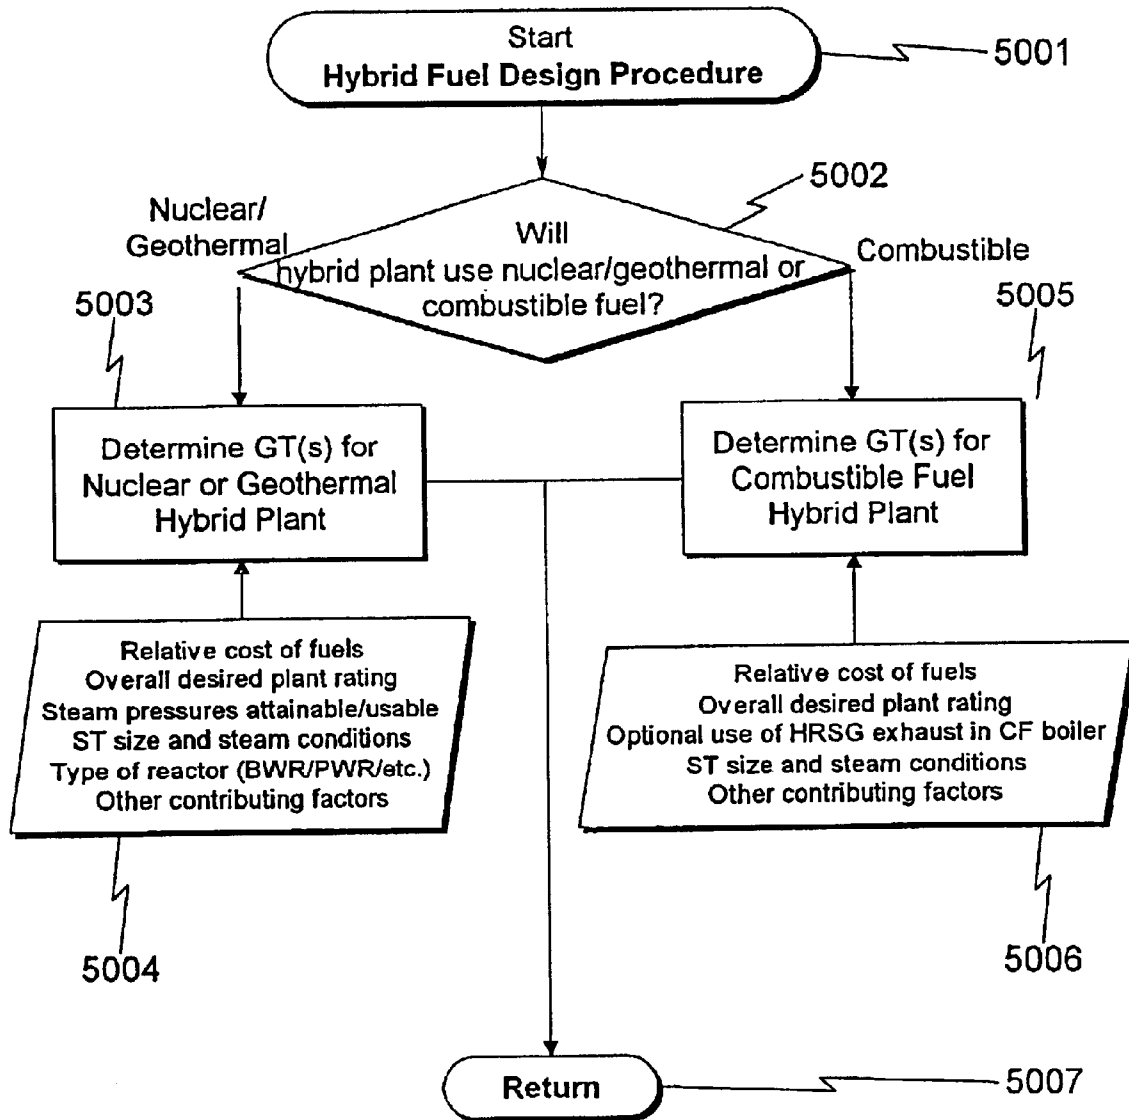 Start
Hybrid Fuel Design Procedure
5001
5002
Nuclear/
Geothermal
Will
hybrid plant use nuclear/geothermal or
combustible fuel?
Combustible
5003
5005
Determine GT(s) for
Nuclear or Geothermal
Hybrid Plant
Determine GT(s) for
Combustible Fuel
Hybrid Plant
Relative cost of fuels
Overall desired plant rating
Steam pressures attainable/usable
ST size and steam conditions
Type of reactor (BWR/PWR/etc.)
Other contributing factors
Relative cost of fuels
Overall desired plant rating
Optional use of HRSG exhaust in CF boiler
ST size and steam conditions
Other contributing factors
5004
5006
Return
5007